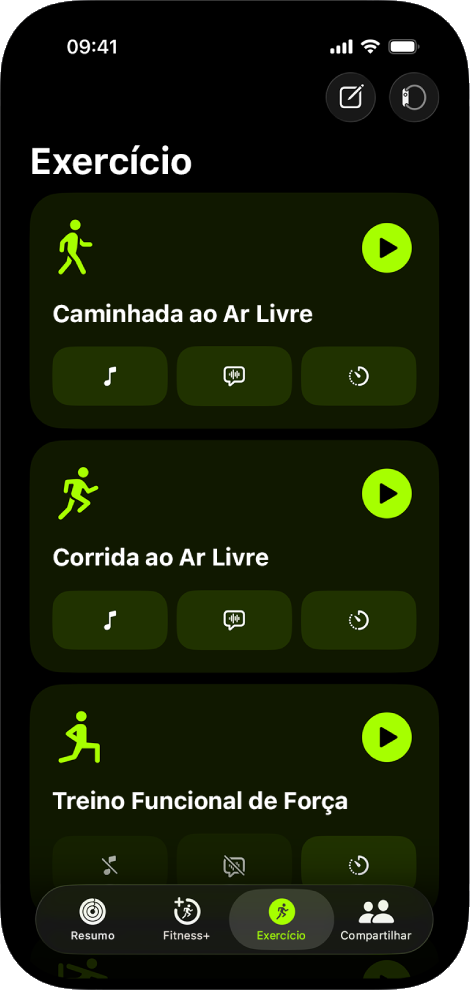 09:41
Exercício
Caminhada ao Ar Livre
Corrida ao Ar Livre
Treino Funcional de Força
Resumo
Fitness+
Exercício
Compartilhar